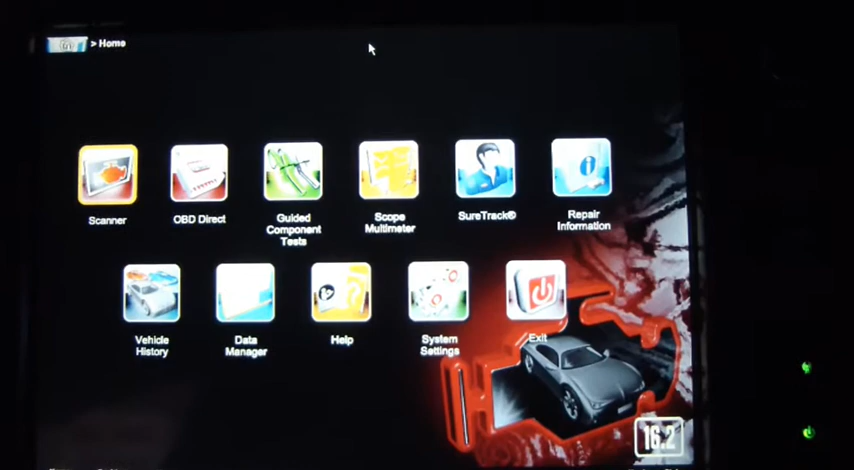 > Home
Scanner
OBD Direct
Guided
Component
Tests
Scope
Multimeter
SureTrack®
Repair
Information
Vehicle
History
Data
Manager
Help
System
Settings
Exit
16.2